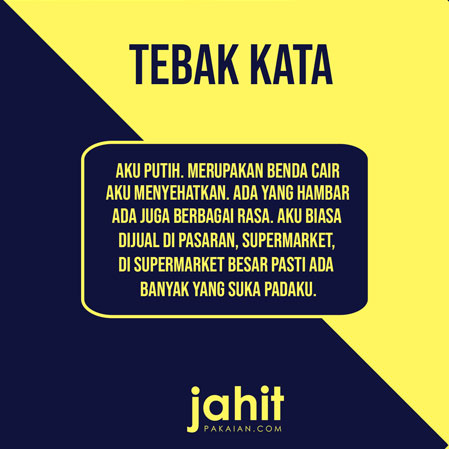 TEBAK KATA
AKU PUTIH. MERUPAKAN BENDA CAIR
AKU MENYEHATKAN. ADA YANG HAMBAR
ADA JUGA BERBAGAI RASA. AKU BIASA
DIJUAL DI PASARAN, SUPERMARKET,
DI SUPERMARKET BESAR PASTI ADA
BANYAK YANG SUKA PADAKU.
jahit
PAKAIAN.COM